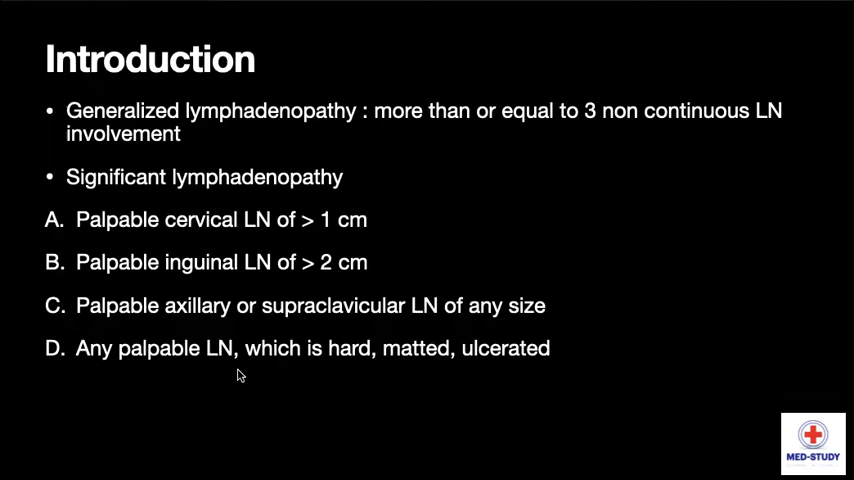 Introduction
• Generalized lymphadenopathy : more than or equal to 3 non continuous LN
involvement
• Significant lymphadenopathy
A. Palpable cervical LN of > 1 cm
B. Palpable inguinal LN of > 2 cm
C. Palpable axillary or supraclavicular LN of any size
D. Any palpable LN, which is hard, matted, ulcerated
MED-STUDY